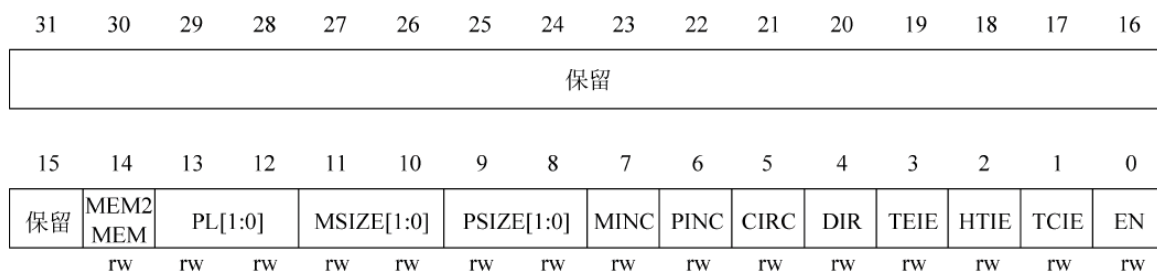 31 30 29 28 27 26 25 24 23 22 21 20 19 18 17 16
保留
15 14 13 12 11 10 9 8 7 6 5 4 3 2 1 0
保留 MEM2 MEM PL[1:0] MSIZE[1:0] PSIZE[1:0] MINC PINC CIRC DIR TEIE HTIE TCIE EN
rw rw rw rw rw rw rw rw rw rw rw rw rw rw rw